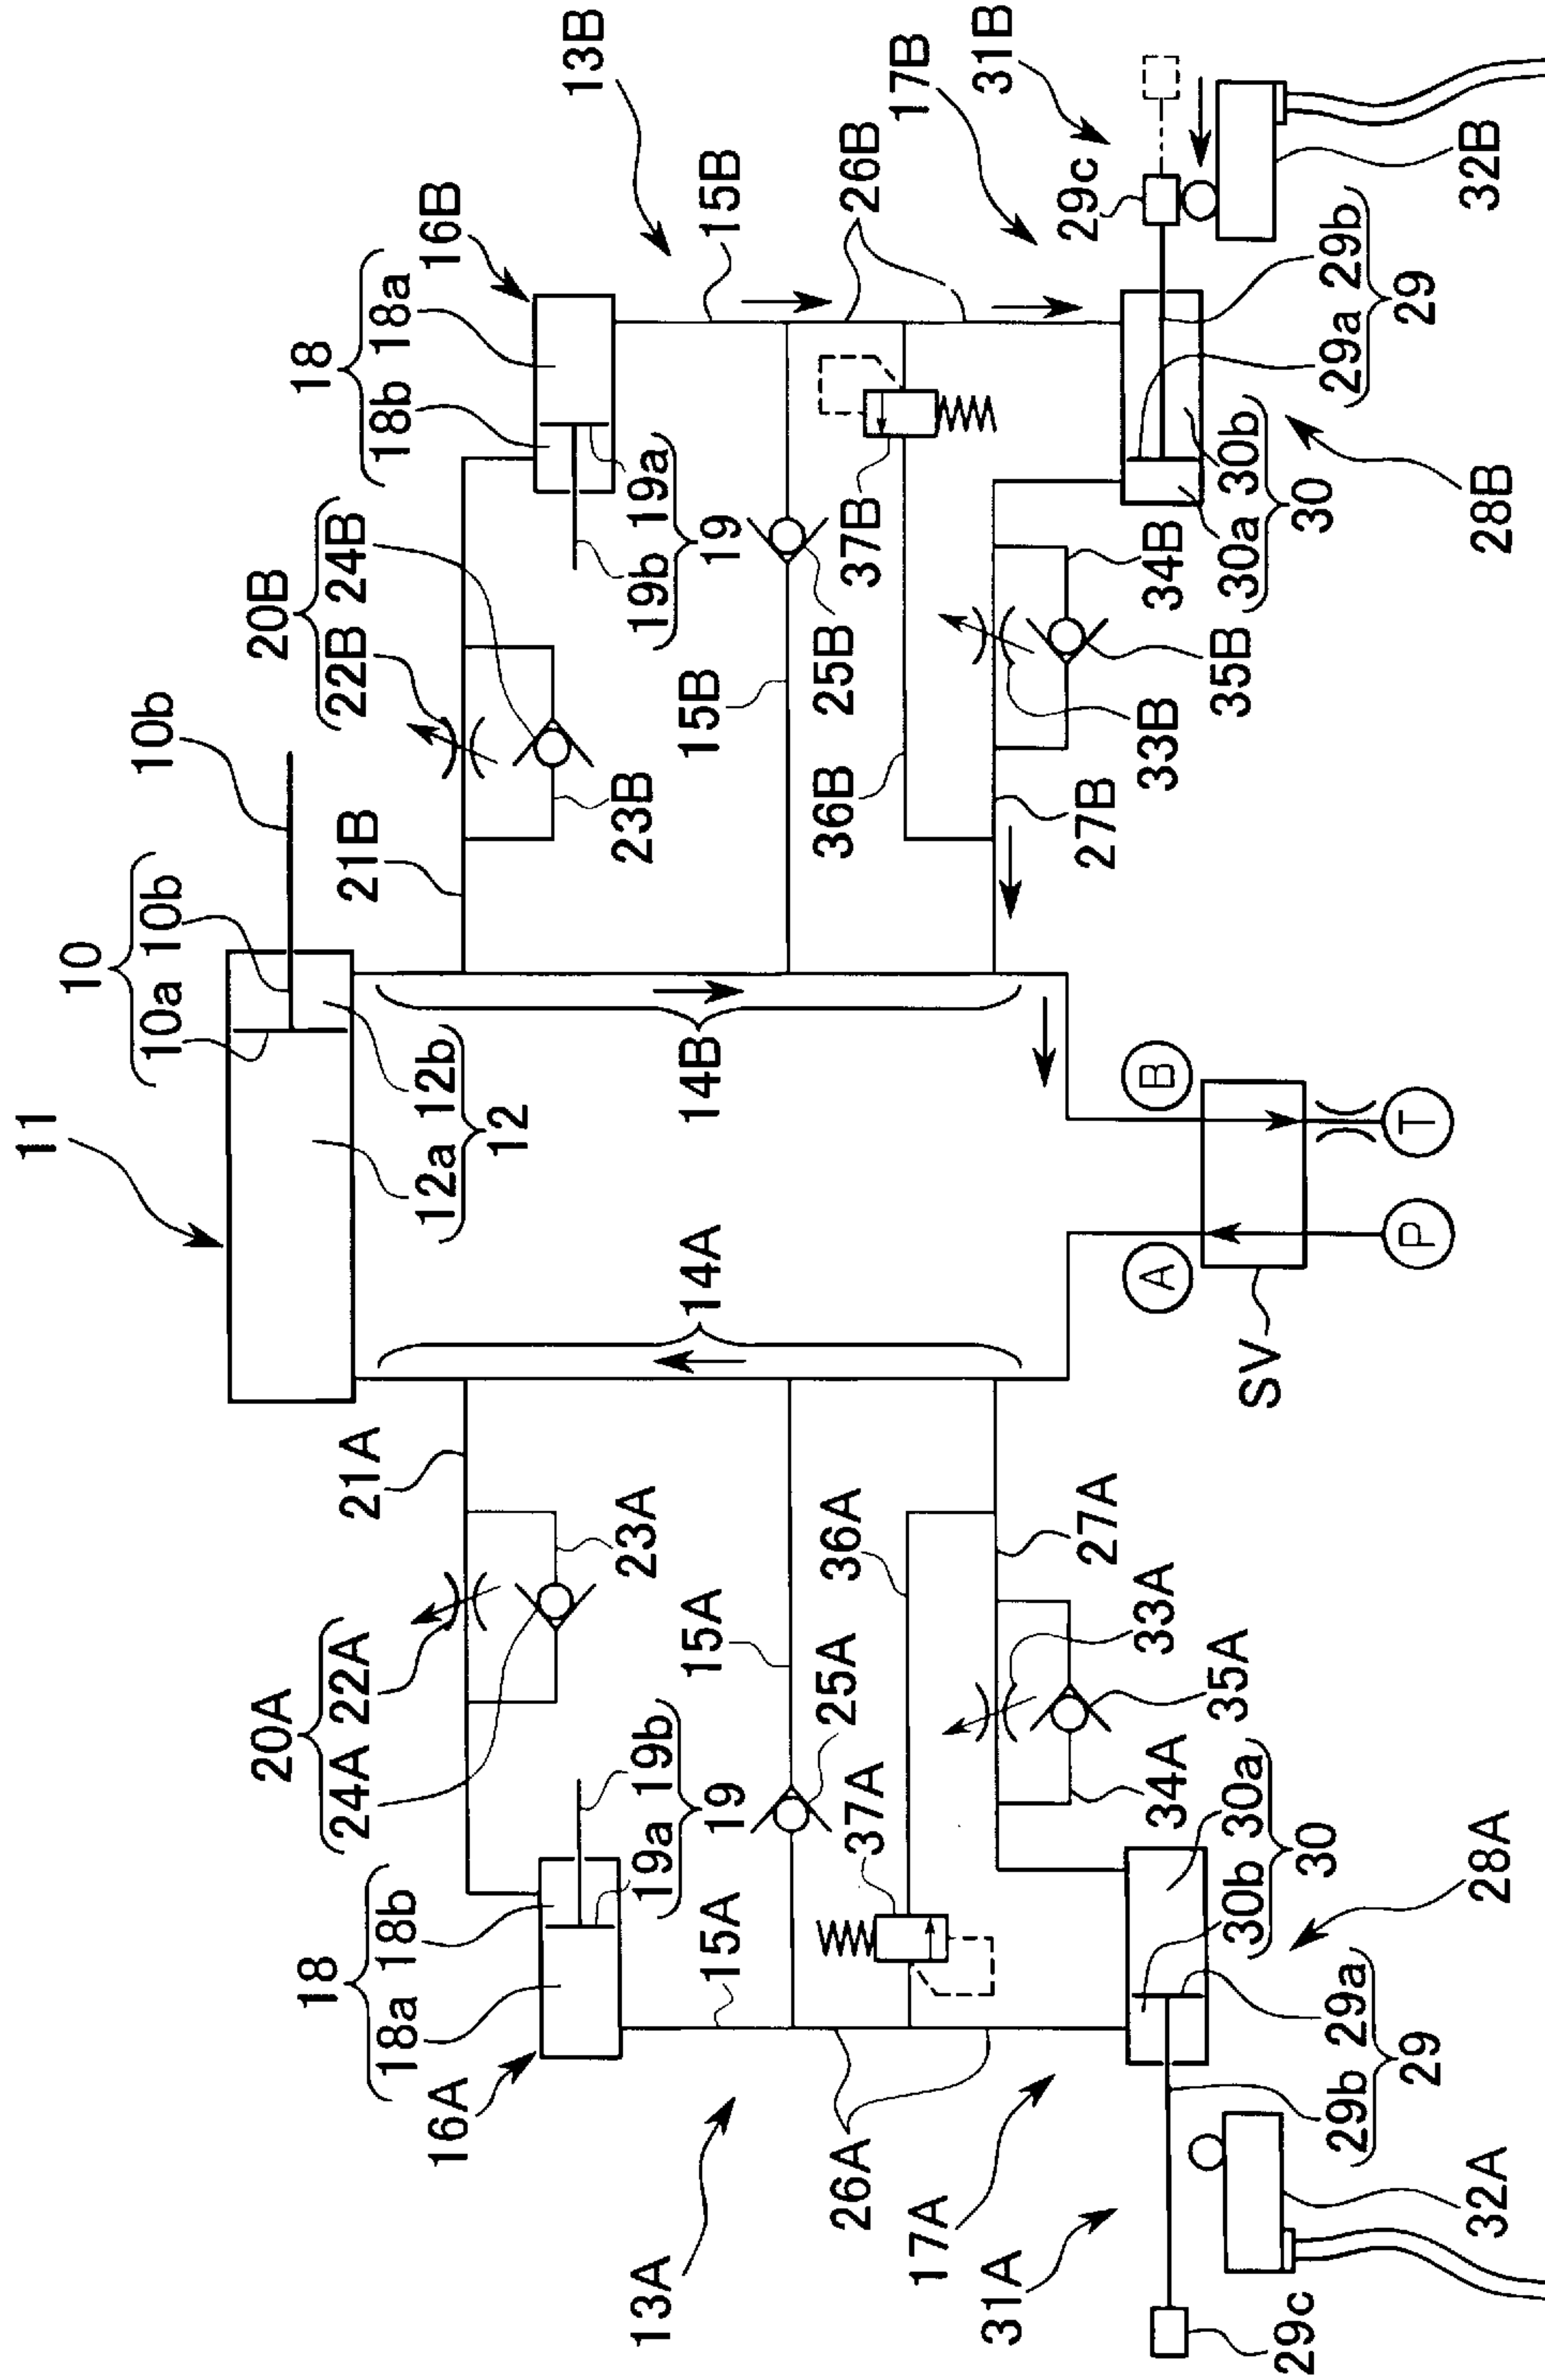 11
10
10a 10b
10b
20A
20B
18
18
24A 22A
22B 24B
21A
21B
18a 18b
18b 18a
16A
12a 12b
16B
12
13B
23A
23B
13A
19a 19b
19b 19a
15A
15A
14A
14B
15B
15B
19
19
25A
25B
36A
36B
26A
37A
37B
26B
17A
17B
31A
31B
27A
27B
29c
34A
33A
A
B
33B
34B
35A
35B
30b 30a
SV
30a 30b
29c
30
30
29b 29a
29a 29b
29
P
T
29
32A
28A
28B
32B